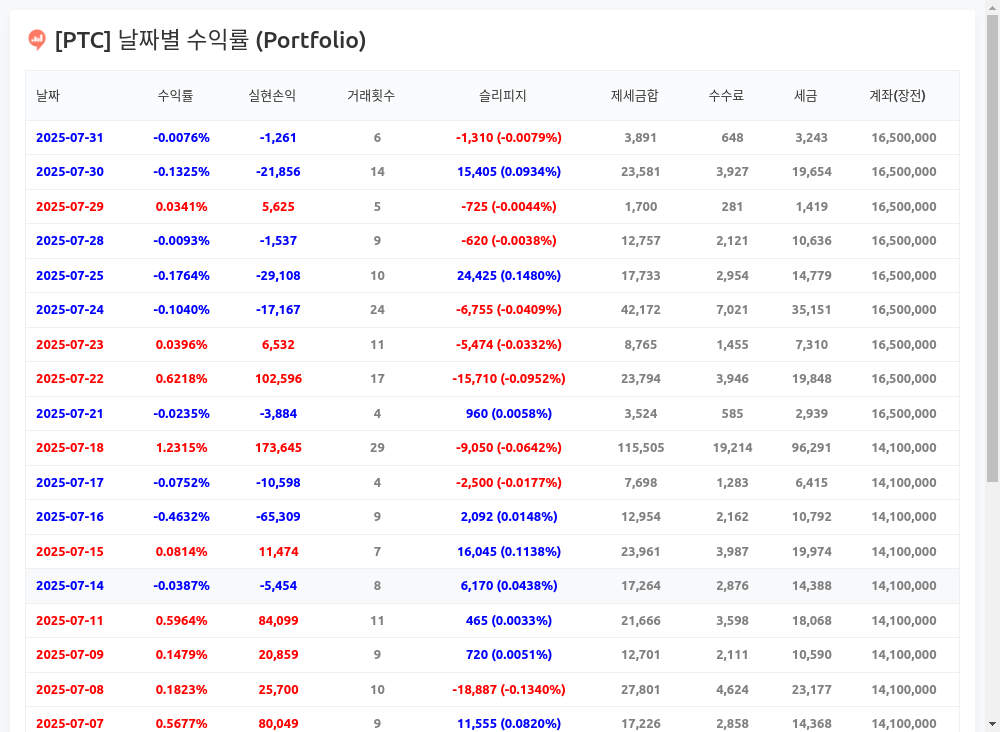 [PTC] 날짜별 수익률 (Portfolio)
날짜 수익률 실현손익 거래횟수 슬리피지 제세금합 수수료 세금 계좌(장전)
2025-07-31 -0.0076% -1,261 6 -1,310 (-0.0079%) 3,891 648 3,243 16,500,000
2025-07-30 -0.1325% -21,856 14 15,405 (0.0934%) 23,581 3,927 19,654 16,500,000
2025-07-29 0.0341% 5,625 5 -725 (-0.0044%) 1,700 281 1,419 16,500,000
2025-07-28 -0.0093% -1,537 9 -620 (-0.0038%) 12,757 2,121 10,636 16,500,000
2025-07-25 -0.1764% -29,108 10 24,425 (0.1480%) 17,733 2,954 14,779 16,500,000
2025-07-24 -0.1040% -17,167 24 -6,755 (-0.0409%) 42,172 7,021 35,151 16,500,000
2025-07-23 0.0396% 6,532 11 -5,474 (-0.0332%) 8,765 1,455 7,310 16,500,000
2025-07-22 0.6218% 102,596 17 -15,710 (-0.0952%) 23,794 3,946 19,848 16,500,000
2025-07-21 -0.0235% -3,884 4 960 (0.0058%) 3,524 585 2,939 16,500,000
2025-07-18 1.2315% 173,645 29 -9,050 (-0.0642%) 115,505 19,214 96,291 14,100,000
2025-07-17 -0.0752% -10,598 4 -2,500 (-0.0177%) 7,698 1,283 6,415 14,100,000
2025-07-16 -0.4632% -65,309 9 2,092 (0.0148%) 12,954 2,162 10,792 14,100,000
2025-07-15 0.0814% 11,474 7 16,045 (0.1138%) 23,961 3,987 19,974 14,100,000
2025-07-14 -0.0387% -5,454 8 6,170 (0.0438%) 17,264 2,876 14,388 14,100,000
2025-07-11 0.5964% 84,099 11 465 (0.0033%) 21,666 3,598 18,068 14,100,000
2025-07-09 0.1479% 20,859 9 720 (0.0051%) 12,701 2,111 10,590 14,100,000
2025-07-08 0.1823% 25,700 10 -18,887 (-0.1340%) 27,801 4,624 23,177 14,100,000
2025-07-07 0.5677% 80,049 9 11,555 (0.0820%) 17,226 2,858 14,368 14,100,000